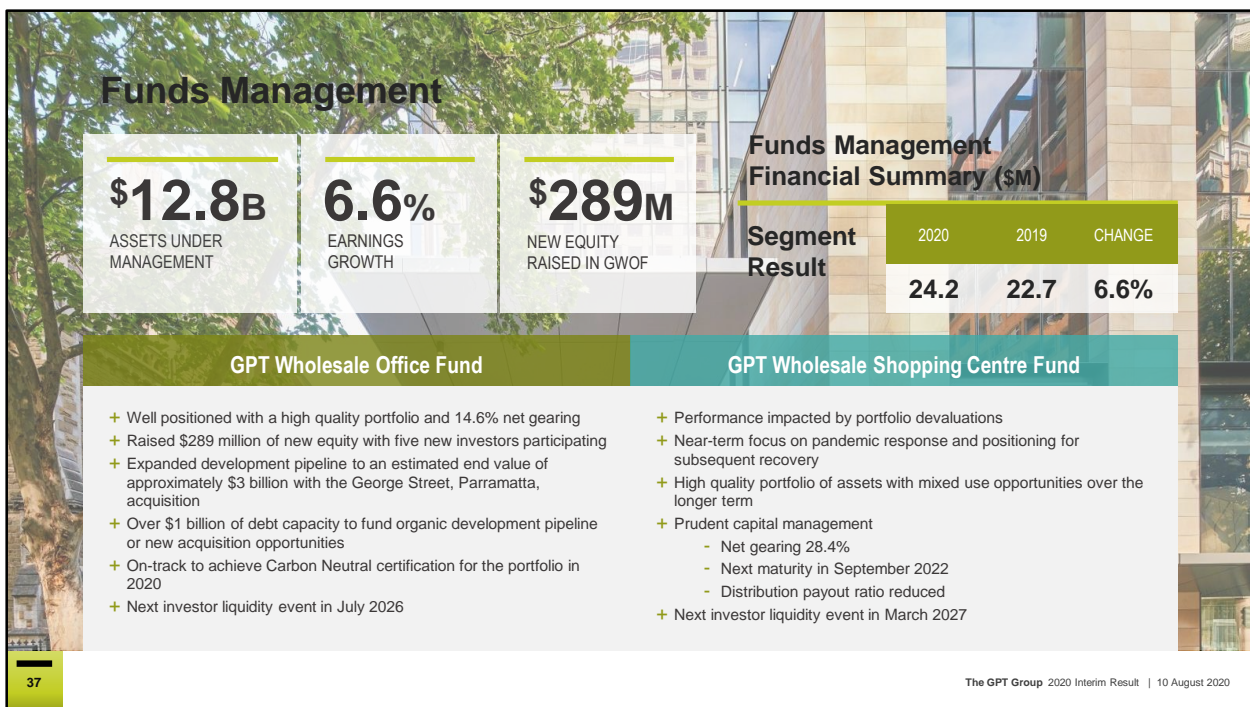 Funds Management
$12.8B
ASSETS UNDER
MANAGEMENT
6.6%
EARNINGS
GROWTH
$289M
NEW EQUITY
RAISED IN GWOF
Funds Management
Financial Summary ($M)
Segment
Result
2020 2019 CHANGE
24.2 22.7 6.6%
GPT Wholesale Office Fund
+ Well positioned with a high quality portfolio and 14.6% net gearing
+ Raised $289 million of new equity with five new investors participating
+ Expanded development pipeline to an estimated end value of
approximately $3 billion with the George Street, Parramatta,
acquisition
+ Over $1 billion of debt capacity to fund organic development pipeline
or new acquisition opportunities
+ On-track to achieve Carbon Neutral certification for the portfolio in
2020
+ Next investor liquidity event in July 2026
GPT Wholesale Shopping Centre Fund
+ Performance impacted by portfolio devaluations
+ Near-term focus on pandemic response and positioning for
subsequent recovery
+ High quality portfolio of assets with mixed use opportunities over the
longer term
+ Prudent capital management
- Net gearing 28.4%
- Next maturity in September 2022
- Distribution payout ratio reduced
+ Next investor liquidity event in March 2027
37
The GPT Group 2020 Interim Result | 10 August 2020